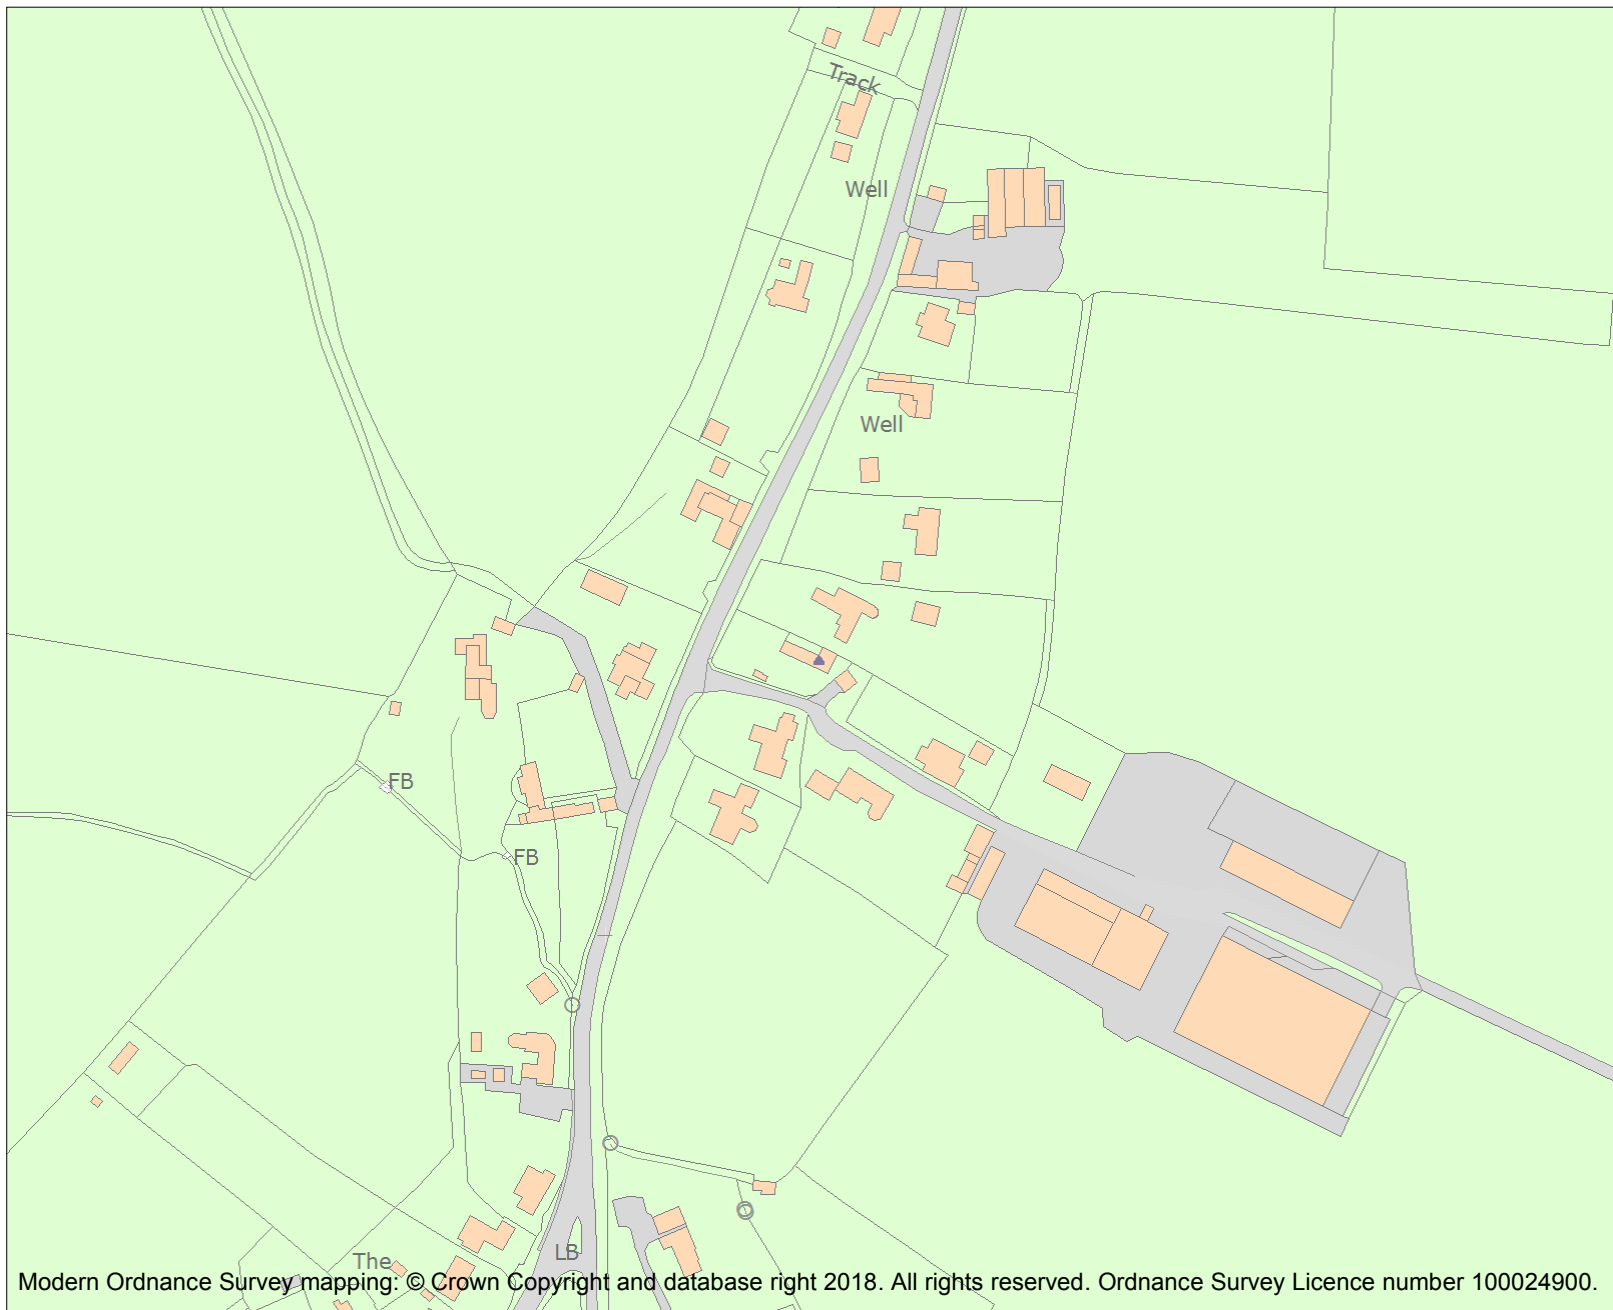 Track
Well
Well
FB
FB
The
LB
Modern Ordnance Survey mapping: © Crown Copyright and database right 2018. All rights reserved. Ordnance Survey Licence number 100024900.